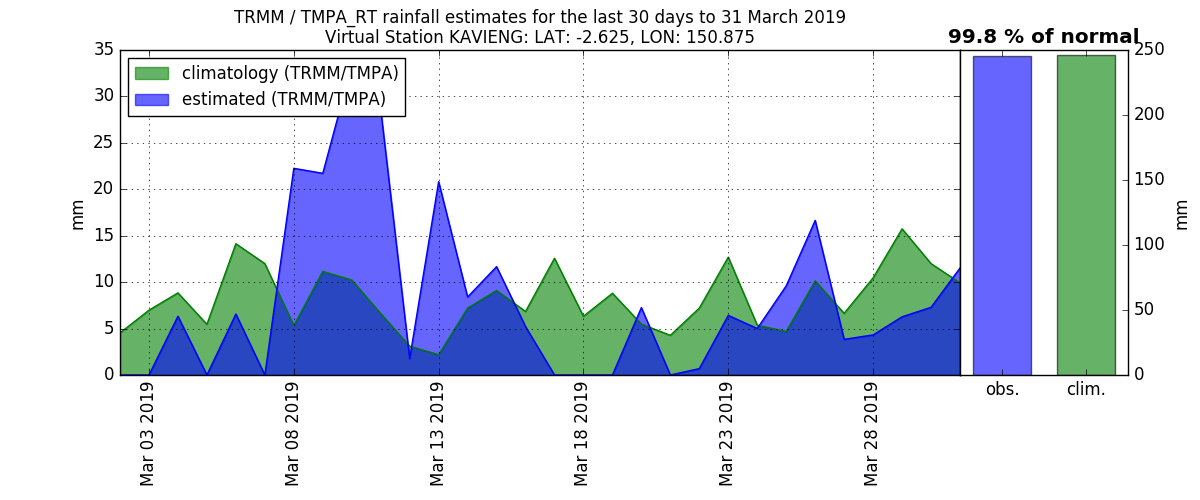 TRMM / TMPA_RT rainfall estimates for the last 30 days to 31 March 2019
Virtual Station KAVIENG: LAT: -2.625, LON: 150.875
99.8 % of normal
climatology (TRMM/TMPA)
estimated (TRMM/TMPA)
35
30
25
20
15
10
5
0
mm
Mar 03 2019
Mar 08 2019
Mar 13 2019
Mar 18 2019
Mar 23 2019
Mar 28 2019
obs.
clim.
250
200
150
100
50
0
mm